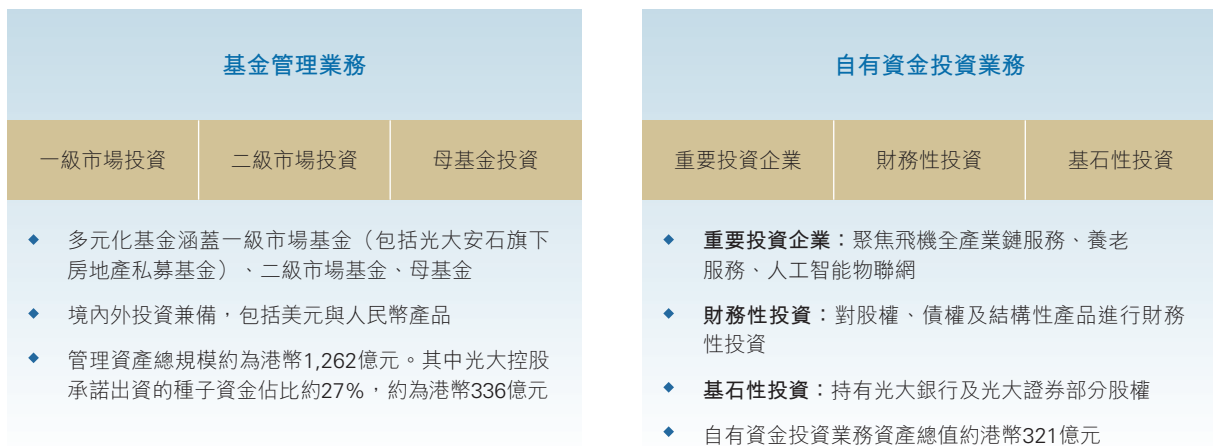 基金管理業務
一級市場投資
二級市場投資
母基金投資
多元化基金涵蓋一級市場基金（包括光大安石旗下
房地產私募基金）、二級市場基金、母基金
境內外投資兼備，包括美元與人民幣產品
管理資產總規模約為港幣1,262億元。其中光大控股
承諾出資的種子資金佔比約27%，約為港幣336億元
自有資金投資業務
重要投資企業
財務性投資
基石性投資
重要投資企業：聚焦飛機全產業鏈服務、養老
服務、人工智能物聯網
財務性投資：對股權、債權及結構性產品進行財務
性投資
基石性投資：持有光大銀行及光大證券部分股權
自有資金投資業務資產總值約港幣321億元